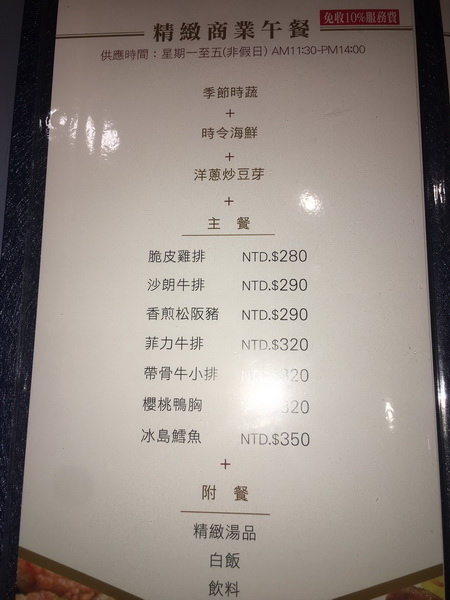 精緻商業午餐
免收10%服務費
供應時間：星期一至五(非假日) AM11:30-PM14:00
季節時蔬
+
時令海鮮
+
洋蔥炒豆芽
+
主 餐
脆皮雞排 NTD.$280
沙朗牛排 NTD.$290
香煎松阪豬 NTD.$290
菲力牛排 NTD.$320
帶骨牛小排
櫻桃鴨胸
冰島鱈魚 NTD.$350
+
附 餐
精緻湯品
白飯
飲料